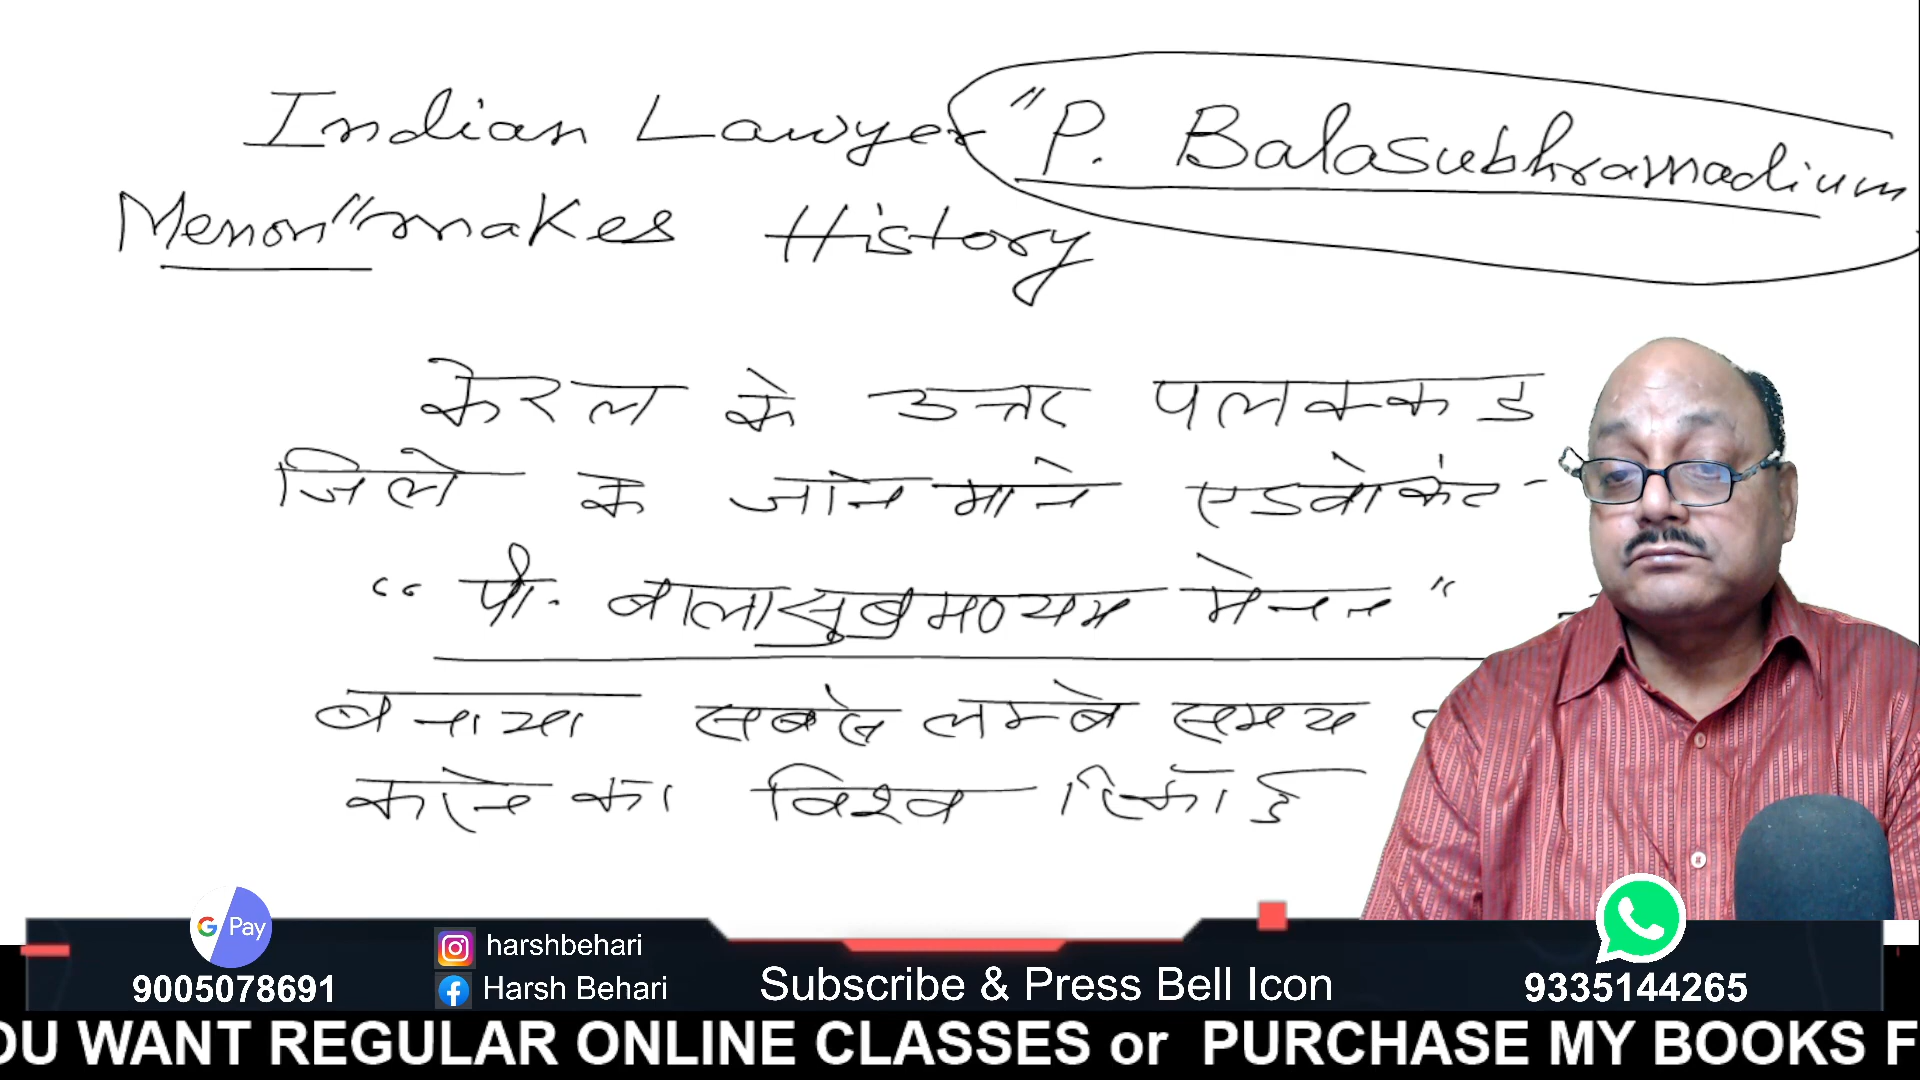 Indian Lawyer "P. Balasubhramadium
Menon" makes History
केरल के उत्तर पलक्कड
जिले के जाने माने एडवोकेट -
“ पी. बालासुब्रमण्यम मेनन "
बनाया सबसे लम्बे समय
करने का विश्व रिकॉर्ड
G Pay
9005078691
harshbehari
Harsh Behari
Subscribe & Press Bell Icon
9335144265
OU WANT REGULAR ONLINE CLASSES or PURCHASE MY BOOKS F